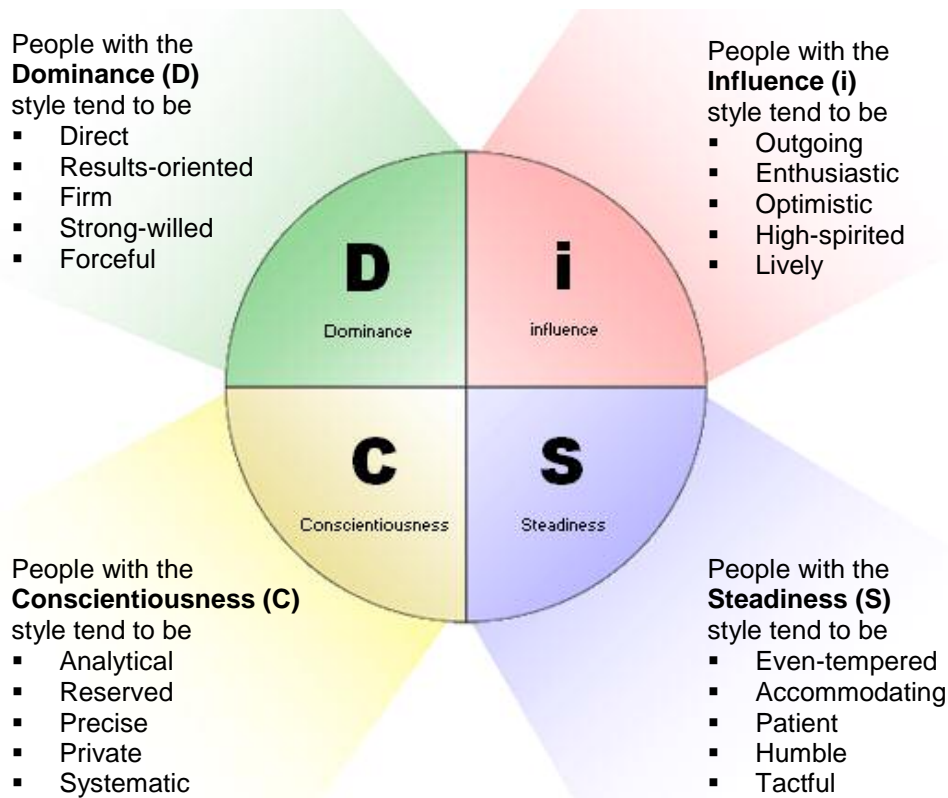 People with the
Dominance (D)
style tend to be
▪ Direct
▪ Results-oriented
▪ Firm
▪ Strong-willed
▪ Forceful
People with the
Influence (i)
style tend to be
▪ Outgoing
▪ Enthusiastic
▪ Optimistic
▪ High-spirited
▪ Lively
D
Dominance
i
influence
C
Conscientiousness
S
Steadiness
People with the
Conscientiousness (C)
style tend to be
▪ Analytical
▪ Reserved
▪ Precise
▪ Private
▪ Systematic
People with the
Steadiness (S)
style tend to be
▪ Even-tempered
▪ Accommodating
▪ Patient
▪ Humble
▪ Tactful